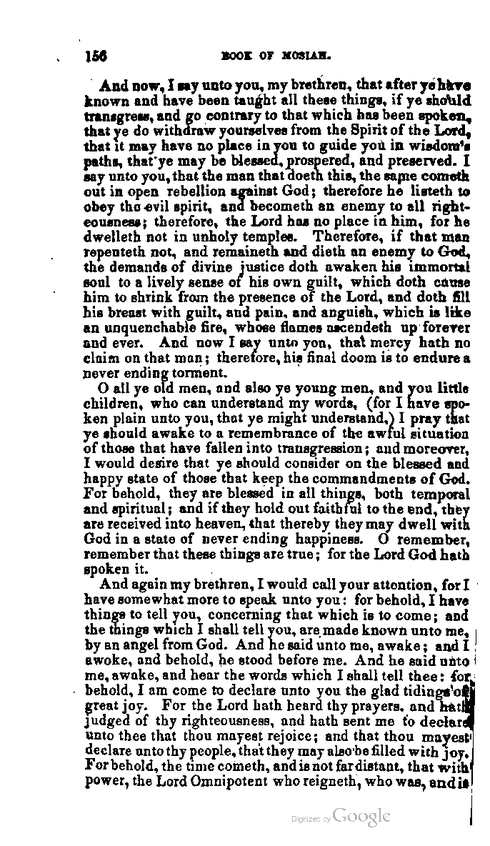 156 BOOK OF MOSIAH.
And now, I say unto you, my brethren, that after ye have
known and have been taught all these things, if ye should
transgress, and go contrary to that which has been spoken,
that ye do withdraw yourselves from the Spirit of the Lord,
that it may have no place in you to guide you in wisdom's
paths, that ye may be blessed, prospered, and preserved. I
say unto you, that the man that doeth this, the same cometh
out in open rebellion against God; therefore he listeth to
obey the evil spirit, and becometh an enemy to all right-
eousness; therefore, the Lord has no place in him, for he
dwelleth not in unholy temples. Therefore, if that man
repenteth not, and remaineth and dieth an enemy to God,
the demands of divine justice doth awaken his immortal
soul to a lively sense of his own guilt, which doth cause
him to shrink from the presence of the Lord, and doth fill
his breast with guilt, and pain, and anguish, which is like
an unquenchable fire, whose flames ascendeth up forever
and ever. And now I say unto you, that mercy hath no
claim on that man; therefore, his final doom is to endure a
never ending torment.
O all ye old men, and also ye young men, and you little
children, who can understand my words, (for I have spo-
ken plain unto you, that ye might understand,) I pray that
ye should awake to a remembrance of the awful situation
of those that have fallen into transgression; and moreover,
I would desire that ye should consider on the blessed and
happy state of those that keep the commandments of God.
For behold, they are blessed in all things, both temporal
and spiritual; and if they hold out faithful to the end, they
are received into heaven, that thereby they may dwell with
God in a state of never ending happiness. O remember,
remember that these things are true; for the Lord God hath
spoken it.
And again my brethren, I would call your attention, for I
have somewhat more to speak unto you: for behold, I have
things to tell you, concerning that which is to come; and
the things which I shall tell you, are made known unto me,
by an angel from God. And he said unto me, awake; and I
awoke, and behold, he stood before me. And he said unto
me, awake, and hear the words which I shall tell thee: for
behold, I am come to declare unto you the glad tidings of
great joy. For the Lord hath heard thy prayers, and hath
judged of thy righteousness, and hath sent me to declare
unto thee that thou mayest rejoice; and that thou mayest
declare unto thy people, that they may also be filled with joy.
For behold, the time cometh, and is not far distant, that with
power, the Lord Omnipotent who reigneth, who was, and is
Digitized by Google